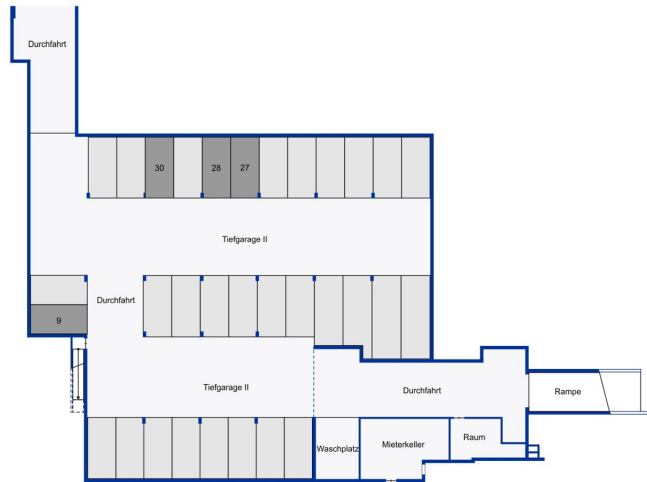 Durchfahrt
30
28
27
Tiefgarage II
Durchfahrt
9
Tiefgarage II
Durchfahrt
Rampe
Waschplatz
Mieterkeller
Raum